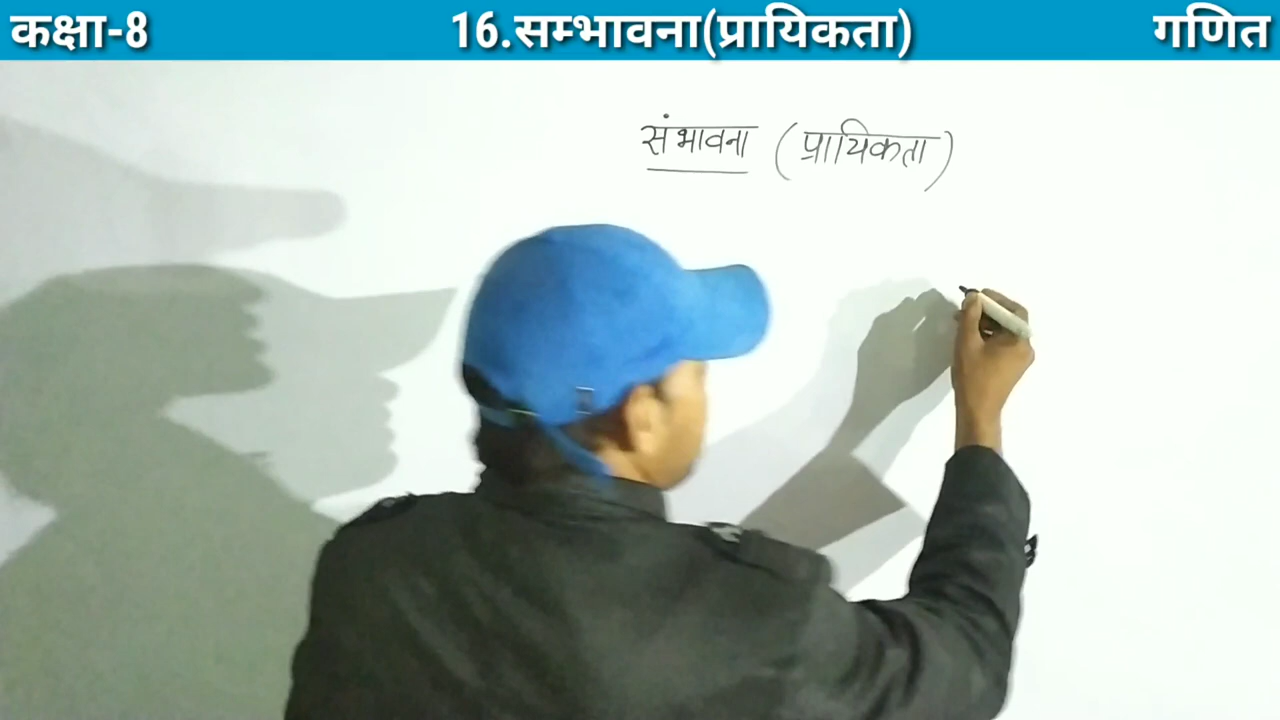 कक्षा-8 16.सम्भावना(प्रायिकता) गणित
संभावना (प्रायिकता)